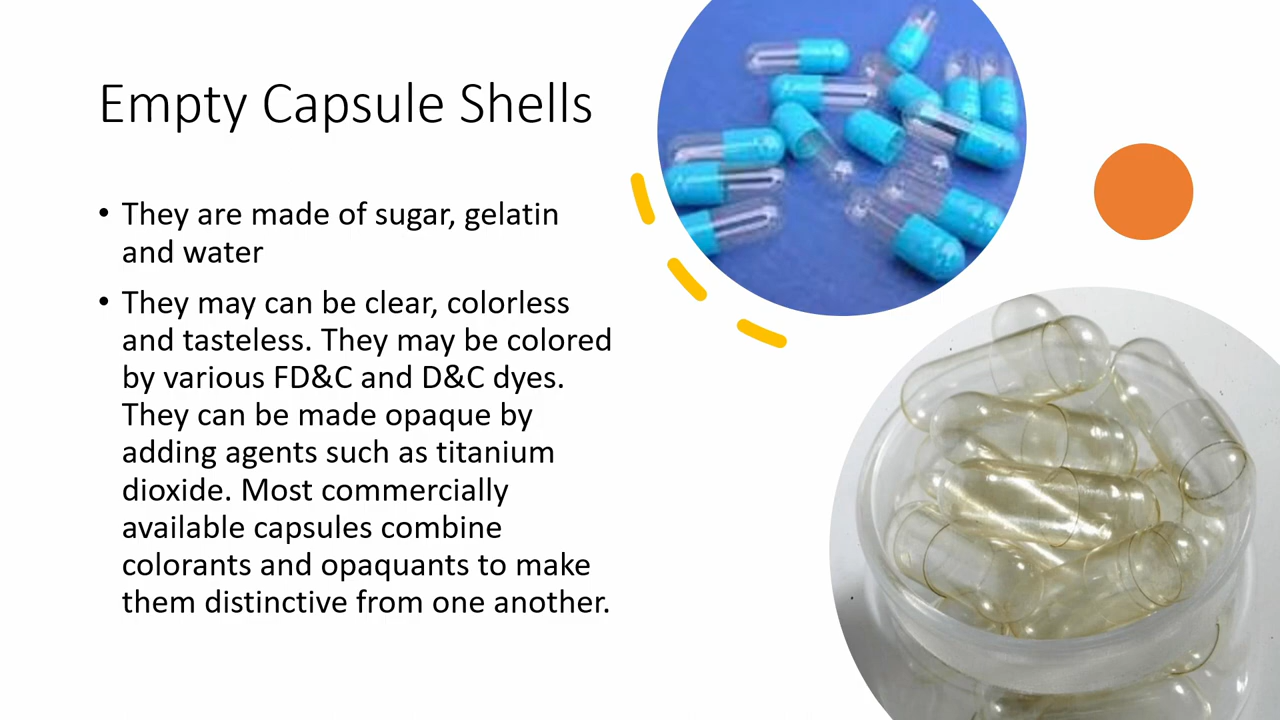 Empty Capsule Shells
• They are made of sugar, gelatin
and water
• They may can be clear, colorless
and tasteless. They may be colored
by various FD&C and D&C dyes.
They can be made opaque by
adding agents such as titanium
dioxide. Most commercially
available capsules combine
colorants and opaquants to make
them distinctive from one another.